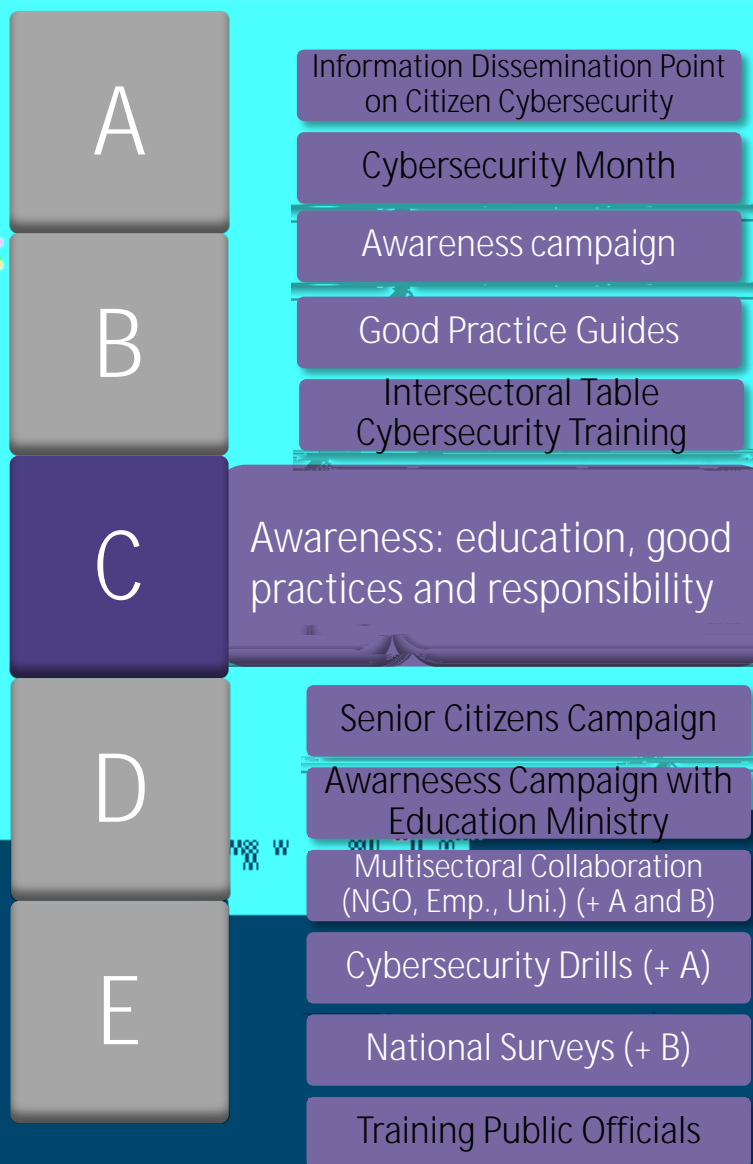 A
Information Dissemination Point
on Citizen Cybersecurity
Cybersecurity Month
Awareness campaign
B
Good Practice Guides
Intersectoral Table
Cybersecurity Training
C
Awareness: education, good
practices and responsibility
D
Senior Citizens Campaign
Awarnesess Campaign with
Education Ministry
Multisectoral Collaboration
(NGO, Emp., Uni.) (+ A and B)
E
Cybersecurity Drills (+ A)
National Surveys (+ B)
Training Public Officials